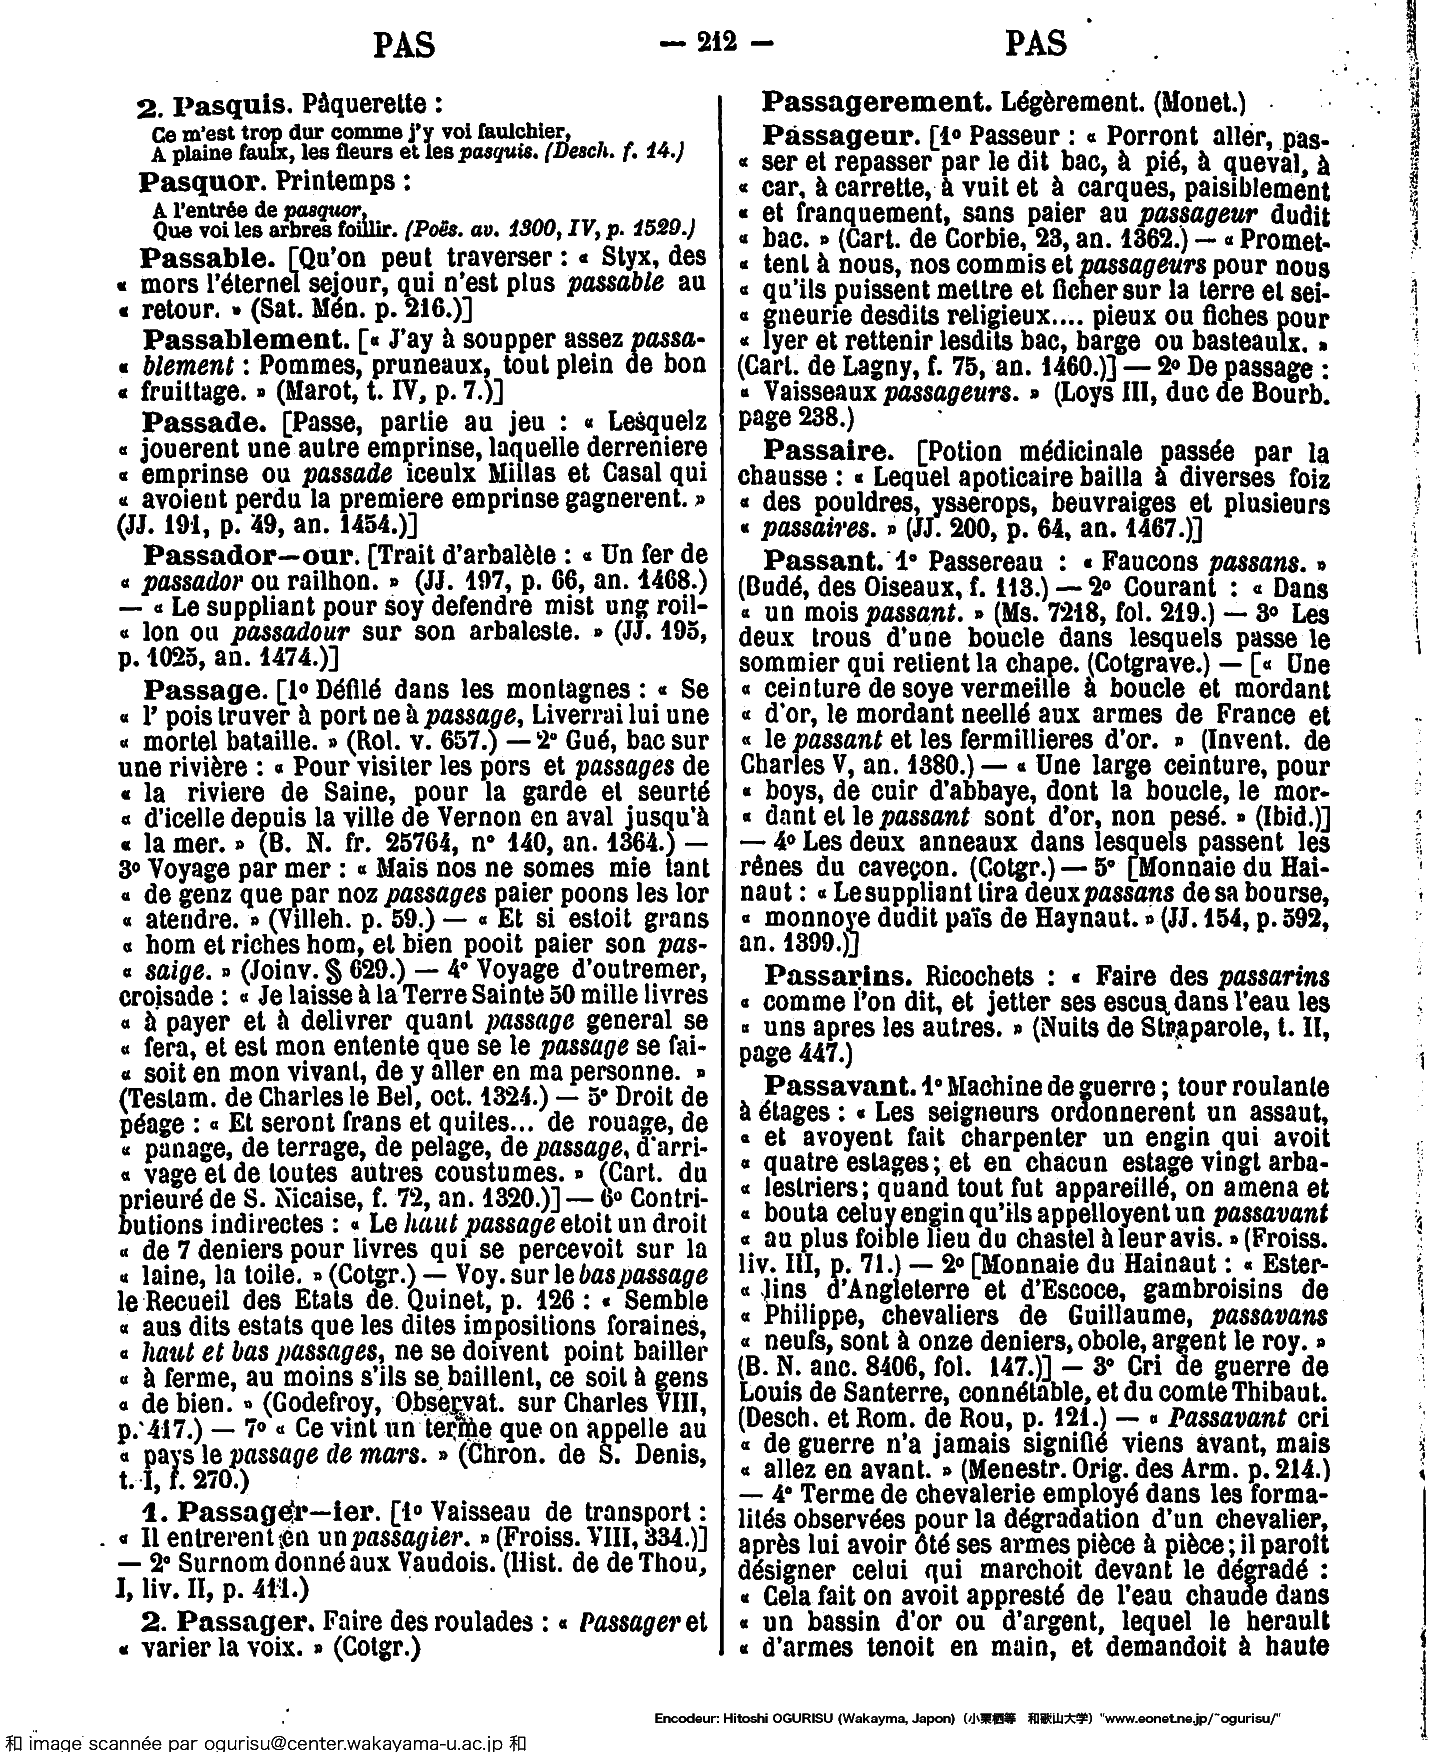 PAS — 212 — PAS
2. Pasquis. Pâquerette :
Ce m'est trop dur comme j'y voi faulchier,
A plaine faulx, les fleurs et les pasquis. (Desch. f. 14.)
Pasquor. Printemps :
A l'entrée de pasquor,
Que voi les arbres foillir. (Poës. av. 1300, IV, p. 1529.)
Passable. [Qu'on peut traverser : « Styx, des
« mors l'éternel sejour, qui n'est plus passable au
« retour. » (Sat. Mén. p. 216.)]
Passablement. [« J'ay à soupper assez passa-
« blement : Pommes, pruneaux, tout plein de bon
« fruittage. » (Marot, t. IV, p. 7.)]
Passade. [Passe, partie au jeu : « Lesquelz
« jouerent une autre emprinse, laquelle derreniere
« emprinse ou passade iceulx Millas et Casal qui
« avoient perdu la premiere emprinse gagnerent. »
(JJ. 191, p. 49, an. 1454.)]
Passador—our. [Trait d'arbalète : « Un fer de
« passador ou railhon. » (JJ. 197, p. 66, an. 1468.)
— « Le suppliant pour soy defendre mist ung roil-
« lon ou passadour sur son arbaleste. » (JJ. 195,
p. 1025, an. 1474.)]
Passage. [1º Défilé dans les montagnes : « Se
« l' pois truver à port ne à passage, Liverrai lui une
« mortel bataille. » (Rol. v. 657.) — 2º Gué, bac sur
une rivière : « Pour visiter les pors et passages de
« la riviere de Saine, pour la garde et seurté
« d'icelle depuis la ville de Vernon en aval jusqu'à
« la mer. » (B. N. fr. 25764, nº 140, an. 1364.) —
3º Voyage par mer : « Mais nos ne somes mie tant
« de genz que par noz passages paier poons les lor
« atendre. » (Villeh. p. 59.) — « Et si estoit grans
« hom et riches hom, et bien pooit paier son pas-
« saige. » (Joinv. § 629.) — 4º Voyage d'outremer,
croisade : « Je laisse à la Terre Sainte 50 mille livres
« à payer et à delivrer quant passage general se
« fera, et est mon entente que se le passage se fai-
« soit en mon vivant, de y aller en ma personne. »
(Testam. de Charles le Bel, oct. 1324.) — 5º Droit de
péage : « Et seront frans et quites... de rouage, de
« panage, de terrage, de pelage, de passage, d'arri-
« vage et de toutes autres coustumes. » (Cart. du
prieuré de S. Nicaise, f. 72, an. 1320.)] — 6º Contri-
butions indirectes : « Le haut passage etoit un droit
« de 7 deniers pour livres qui se percevoit sur la
« laine, la toile. » (Cotgr.) — Voy. sur le bas passage
le Recueil des Etats de Quinet, p. 126 : « Semble
« aus dits estats que les dites impositions foraines,
« haut et bas passages, ne se doivent point bailler
« à ferme, au moins s'ils se baillent, ce soit à gens
« de bien. » (Godefroy, Observat. sur Charles VIII,
p. 417.) — 7º « Ce vint un terme que on appelle au
« pays le passage de mars. » (Chron. de S. Denis,
t. I, f. 270.)
1. Passager—ier. [1º Vaisseau de transport :
« Il entrerent en un passagier. » (Froiss. VIII, 334.)]
— 2º Surnom donné aux Vaudois. (Hist. de de Thou,
I, liv. II, p. 411.)
2. Passager. Faire des roulades : « Passager et
« varier la voix. » (Cotgr.)
Passagerement. Légèrement. (Monet.)
Passageur. [1º Passeur : « Porront aller, pas-
« ser et repasser par le dit bac, à pié, à queval, à
« car, à carrette, à vuit et à carques, paisiblement
« et franquement, sans paier au passageur dudit
« bac. » (Cart. de Corbie, 23, an. 1362.) — « Promet-
« tent à nous, nos commis et passageurs pour nous
« qu'ils puissent mettre et ficher sur la terre et sei-
« gneurie desdits religieux.... pieux ou fiches pour
« lyer et rettenir lesdits bac, barge ou basteaulx. »
(Cart. de Lagny, f. 75, an. 1460.)] — 2º De passage :
« Vaisseaux passageurs. » (Loys III, duc de Bourb.
page 238.)
Passaire. [Potion médicinale passée par la
chausse : « Lequel apoticaire bailla à diverses foiz
« des pouldres, ysserops, beuvraiges et plusieurs
« passaires. » (JJ. 200, p. 64, an. 1467.)]
Passant. 1º Passereau : « Faucons passans. »
(Budé, des Oiseaux, f. 113.) — 2º Courant : « Dans
« un mois passant. » (Ms. 7218, fol. 219.) — 3º Les
deux trous d'une boucle dans lesquels passe le
sommier qui retient la chape. (Cotgrave.) — [« Une
« ceinture de soye vermeille à boucle et mordant
« d'or, le mordant neellé aux armes de France et
« le passant et les fermillieres d'or. » (Invent. de
Charles V, an. 1380.) — « Une large ceinture, pour
« boys, de cuir d'abbaye, dont la boucle, le mor-
« dant et le passant sont d'or, non pesé. » (Ibid.)]
— 4º Les deux anneaux dans lesquels passent les
rênes du caveçon. (Cotgr.) — 5º [Monnaie du Hai-
naut : « Le suppliant tira deux passans de sa bourse,
« monnoye dudit païs de Haynaut. » (JJ. 154, p. 592,
an. 1399.)]
Passarins. Ricochets : « Faire des passarins
« comme l'on dit, et jetter ses escus dans l'eau les
« uns apres les autres. » (Nuits de Straparole, t. II,
page 447.)
Passavant. 1º Machine de guerre ; tour roulante
à étages : « Les seigneurs ordonnerent un assaut,
« et avoyent fait charpenter un engin qui avoit
« quatre estages ; et en chacun estage vingt arba-
« lestriers ; quand tout fut appareillé, on amena et
« bouta celuy engin qu'ils appelloyent un passavant
« au plus foible lieu du chastel à leur avis. » (Froiss.
liv. III, p. 71.) — 2º [Monnaie du Hainaut : « Ester-
« lins d'Angleterre et d'Escoce, gambroisins de
« Philippe, chevaliers de Guillaume, passavans
« neufs, sont à onze deniers, obole, argent le roy. »
(B. N. anc. 8406, fol. 147.)] — 3º Cri de guerre de
Louis de Santerre, connétable, et du comte Thibaut.
(Desch. et Rom. de Rou, p. 121.) — « Passavant cri
« de guerre n'a jamais signifié viens avant, mais
« allez en avant. » (Menestr. Orig. des Arm. p. 214.)
— 4º Terme de chevalerie employé dans les forma-
lités observées pour la dégradation d'un chevalier,
après lui avoir ôté ses armes pièce à pièce ; il paroît
désigner celui qui marchoit devant le dégradé :
« Cela fait on avoit appresté de l'eau chaude dans
« un bassin d'or ou d'argent, lequel le herault
« d'armes tenoit en main, et demandoit à haute
Encodeur: Hitoshi OGURISU (Wakayma, Japon) (小栗栖等 和歌山大学) "www.eonet.ne.jp/~ogurisu/"
和 image scannée par ogurisu@center.wakayama-u.ac.jp 和